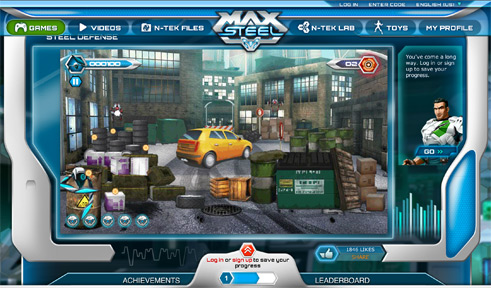 LOG IN
ENTER CODE
ENGLISH (US)
GAMES
VIDEOS
N-TEK FILES
MAX STEEL
N-TEK LAB
TOYS
MY PROFILE
STEEL DEFENSE
000100
02
You've come a long
way. Log in or sign
up to save your
progress.
GO >>
1846 LIKES
SHARE
Log in or sign up to save your
progress
ACHIEVEMENTS
1
LEADERBOARD